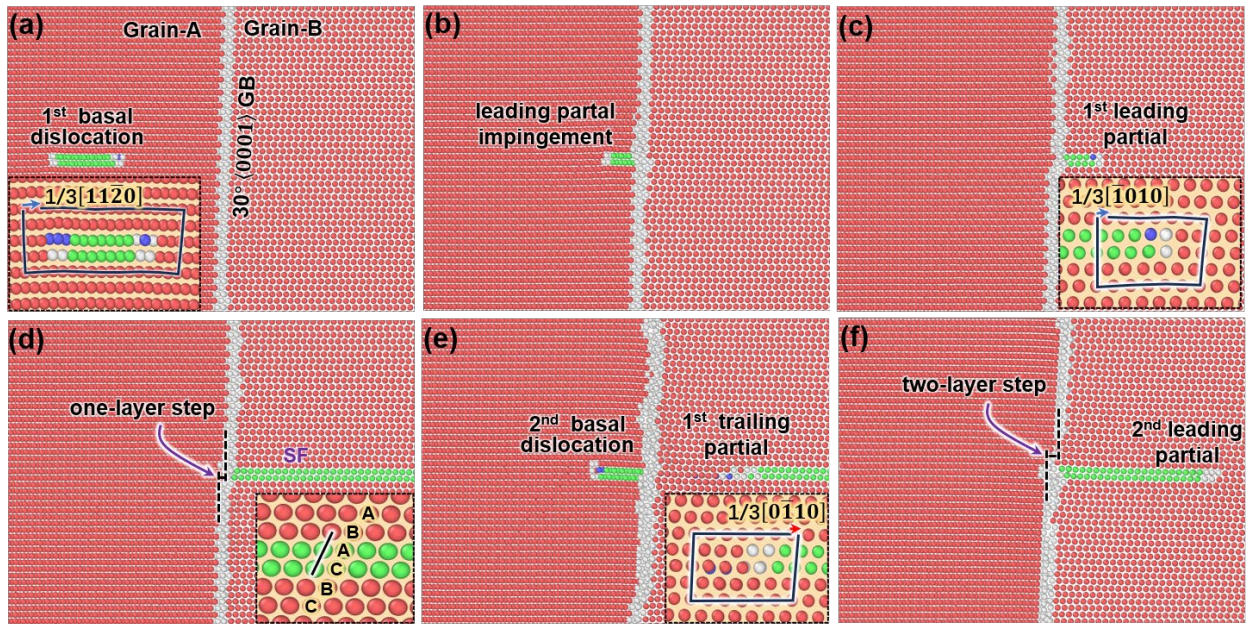 (a)
Grain-A
Grain-B
1st basal
dislocation
30° ⟨0001⟩ GB
1/3[112̄0]
(b)
leading partal
impingement
(c)
1st leading
partial
1/3[1̄010]
(d)
one-layer step
SF
A
B
A
C
B
C
(e)
2nd basal
dislocation
1st trailing
partial
1/3[01̄10]
(f)
two-layer step
2nd leading
partial